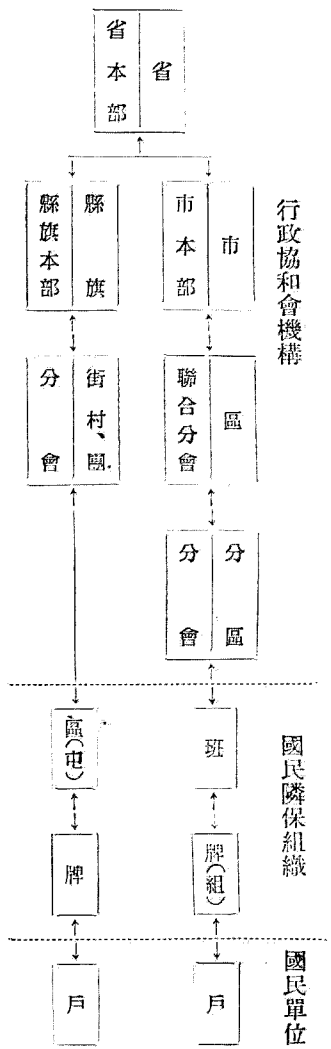 行政協和會機構
國民隣保組織
國民單位
省
省本部
市
市本部
區
聯合分會
分區
分會
班
牌(組)
戶
縣旗
縣旗本部
街村、團
分會
區(屯)
牌
戶